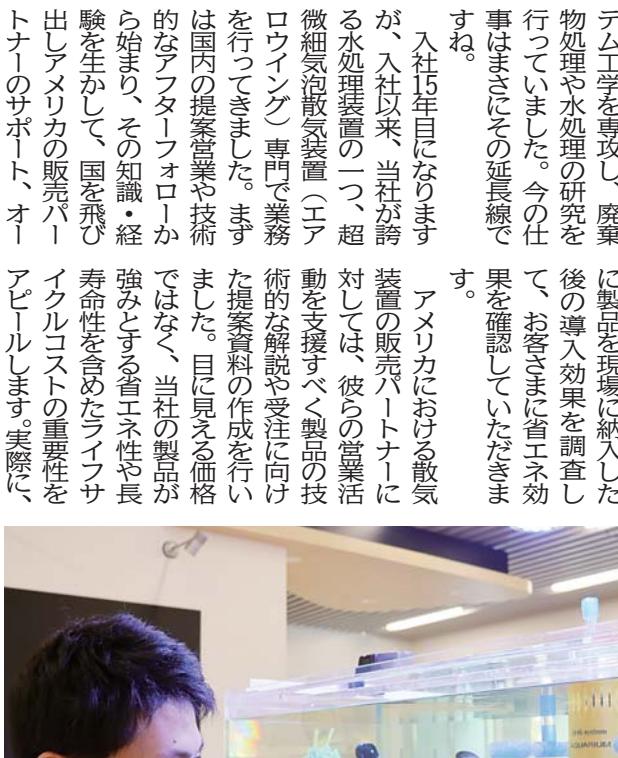 テム工学を専攻し、廃棄
物処理や水処理の研究を
行っていました。今の仕
事はまさにその延長線で
すね。
入社15年目になります
が、入社以来、当社が誇
る水処理装置の一つ、超
微細気泡散気装置（エア
ロウイング）専門で業務
を行ってきました。まず
は国内の提案営業や技術
的なアフターフォローか
ら始まり、その知識・経
験を生かして、国を飛び
出しアメリカの販売パー
トナーのサポート、オー
に製品を現場に納入した
後の導入効果を調査し
て、お客さまに省エネ効
果を確認していただきま
す。
アメリカにおける散気
装置の販売パートナーに
対しては、彼らの営業活
動を支援すべく製品の技
術的な解説や受注に向け
た提案資料の作成を行い
ました。目に見える価格
ではなく、当社の製品が
強みとする省エネ性や長
寿命性を含めたライフサ
イクルコストの重要性を
アピールします。実際に、